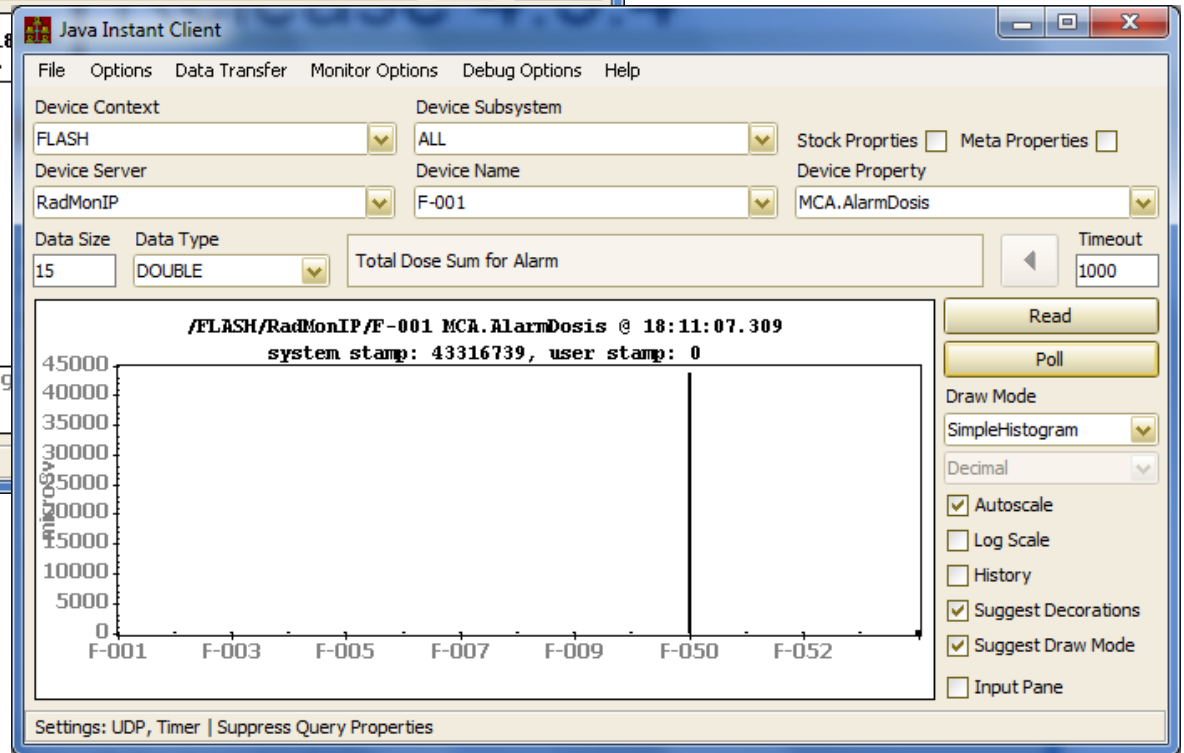 Release 4.0.4
Java Instant Client
File Options Data Transfer Monitor Options Debug Options Help
Device Context Device Subsystem
FLASH ALL Stock Proprties Meta Properties
Device Server Device Name Device Property
RadMonIP F-001 MCA.AlarmDosis
Data Size Data Type Timeout
15 DOUBLE Total Dose Sum for Alarm 1000
/FLASH/RadMonIP/F-001 MCA.AlarmDosis @ 18:11:07.309
system stamp: 43316739, user stamp: 0
Read
Poll
Draw Mode
SimpleHistogram
Decimal
Autoscale
Log Scale
History
Suggest Decorations
Suggest Draw Mode
Input Pane
microSv
45000
40000
35000
30000
25000
20000
15000
10000
5000
0
F-001 F-003 F-005 F-007 F-009 F-050 F-052
Settings: UDP, Timer | Suppress Query Properties